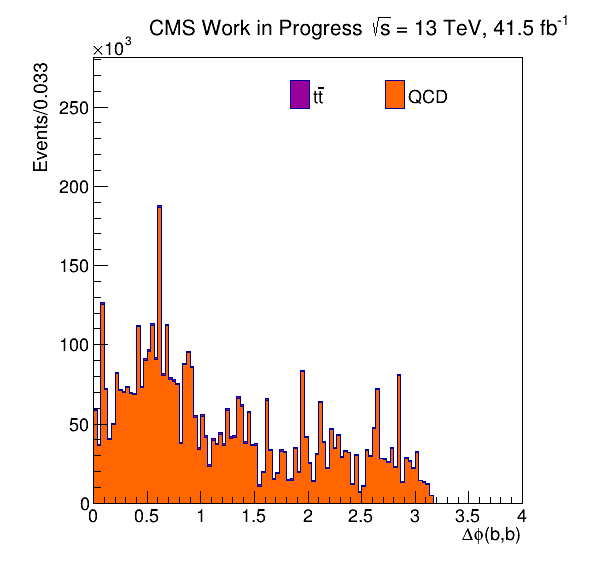 CMS Work in Progress √s = 13 TeV, 41.5 fb⁻¹
×10³
Events/0.033
tt̄
QCD
250
200
150
100
50
0
0 0.5 1 1.5 2 2.5 3 3.5 4
Δϕ(b,b)